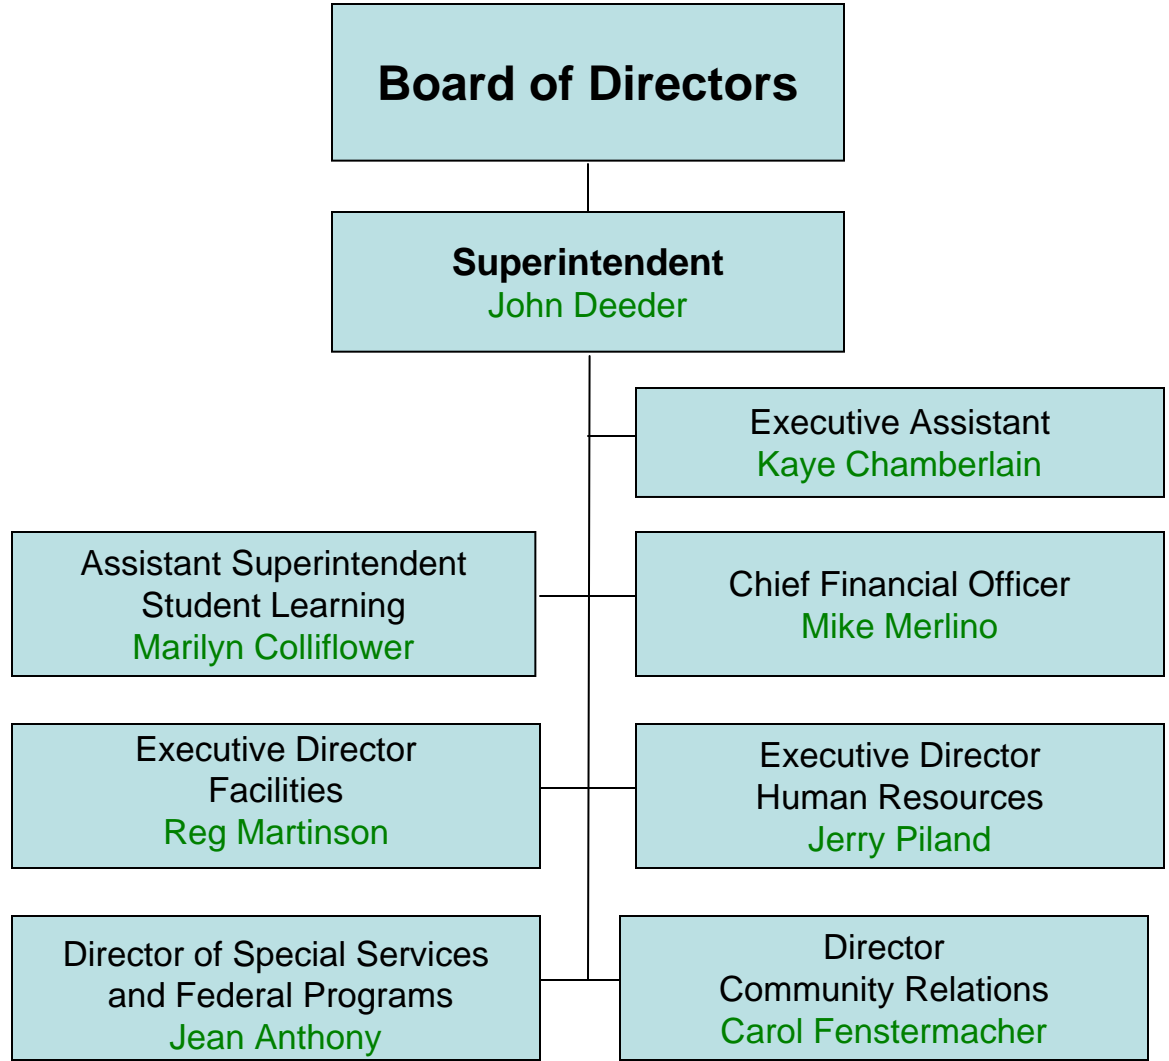 Board of Directors
Superintendent
John Deeder
Executive Assistant
Kaye Chamberlain
Assistant Superintendent
Student Learning
Marilyn Colliflower
Chief Financial Officer
Mike Merlino
Executive Director
Facilities
Reg Martinson
Executive Director
Human Resources
Jerry Piland
Director of Special Services
and Federal Programs
Jean Anthony
Director
Community Relations
Carol Fenstermacher